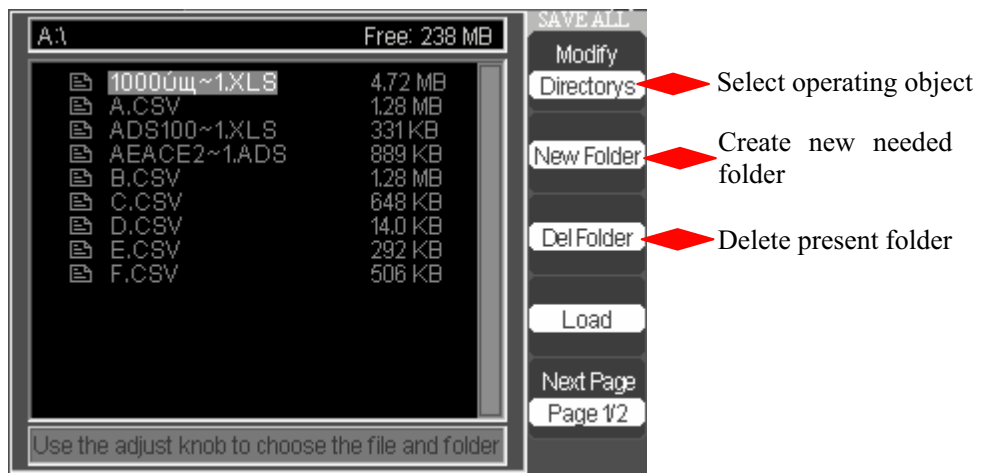 SAVE ALL
A:\ Free: 238 MB
Modify
1000úщ~1.XLS 4.72 MB
Directorys
Select operating object
A.CSV 1.28 MB
ADS100~1.XLS 331 KB
AEACE2~1.ADS 889 KB
New Folder
Create new needed
folder
B.CSV 1.28 MB
C.CSV 648 KB
D.CSV 14.0 KB
Del Folder
Delete present folder
E.CSV 292 KB
F.CSV 506 KB
Load
Next Page
Page 1/2
Use the adjust knob to choose the file and folder